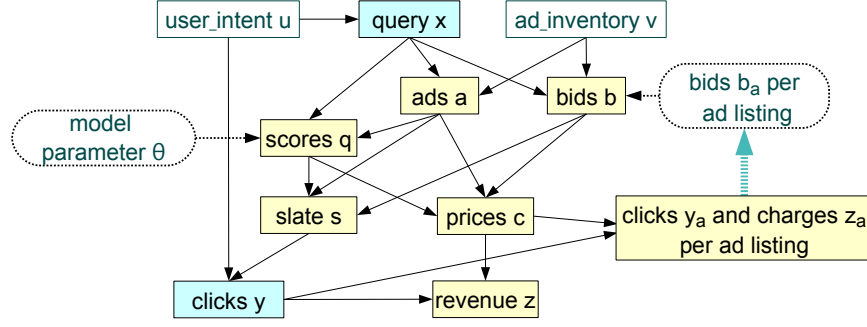 user_intent u
query x
ad_inventory v
ads a
bids b
bids ba per
ad listing
model
parameter θ
scores q
slate s
prices c
clicks ya and charges za
per ad listing
clicks y
revenue z